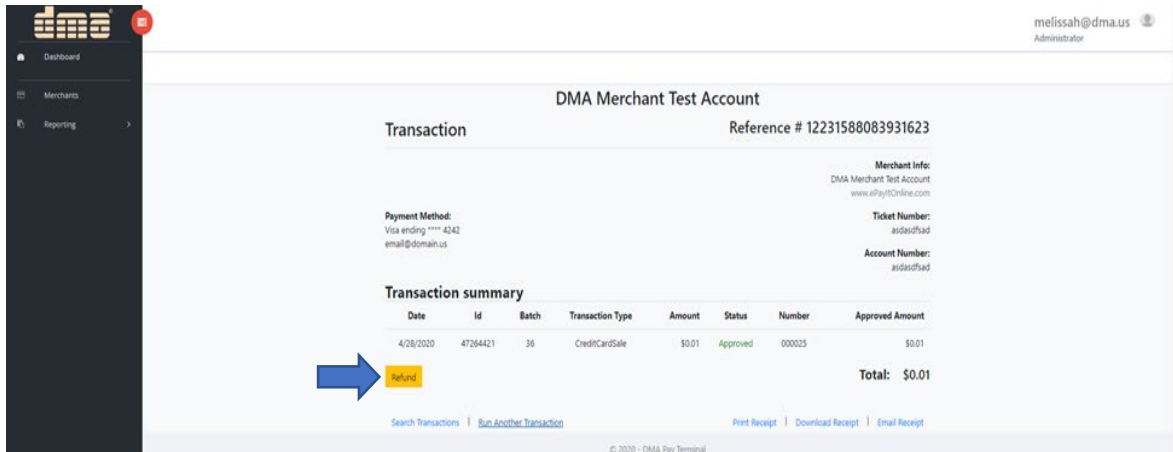 dma
melissah@dma.us
Administrator
Dashboard
Merchants
Reporting
DMA Merchant Test Account
Transaction Reference # 12231588083931623
Merchant Info:
DMA Merchant Test Account
www.ePayItOnline.com
Payment Method:
Visa ending **** 4242
email@domain.us
Ticket Number:
asdasdfsad
Account Number:
asdasdfsad
Transaction summary
Date Id Batch Transaction Type Amount Status Number Approved Amount
4/28/2020 47264421 36 CreditCardSale $0.01 Approved 000025 $0.01
Refund Total: $0.01
Search Transactions | Run Another Transaction Print Receipt | Download Receipt | Email Receipt
© 2020 - DMA Pay Terminal